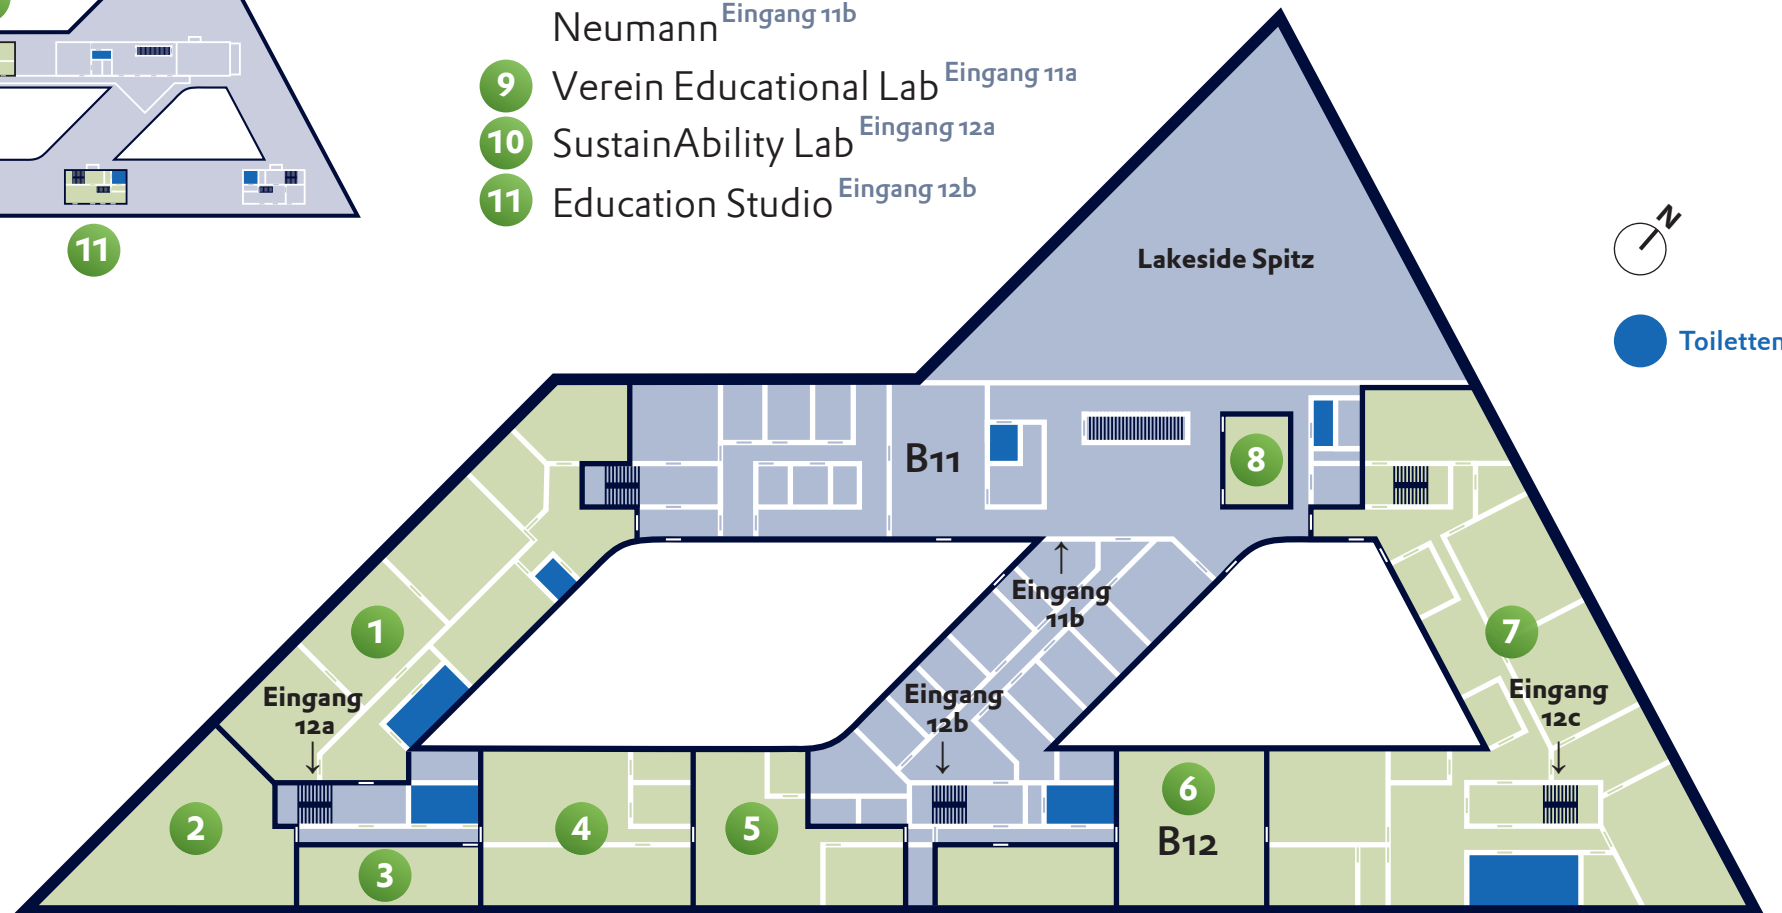 Neumann Eingang 11b
9 Verein Educational Lab Eingang 11a
10 SustainAbility Lab Eingang 12a
11 Education Studio Eingang 12b
11
N
Toiletten
Lakeside Spitz
B11
8
Eingang
11b
1
7
Eingang
12a
Eingang
12b
Eingang
12c
2
3
4
5
6
B12